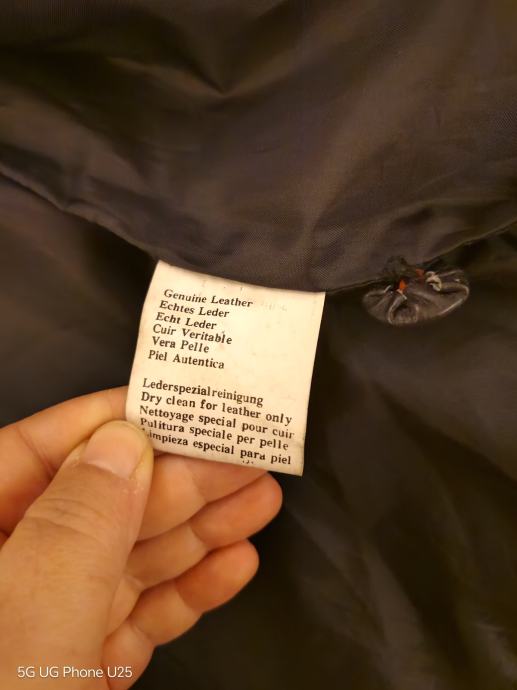 Genuine Leather
Echtes Leder
Echt Leder
Cuir Veritable
Vera Pelle
Piel Autentica
Lederspezialreinigung
Dry clean for leather only
Nettoyage special pour cuir
Pulitura speciale per pelle
Limpieza especial para piel
5G UG Phone U25